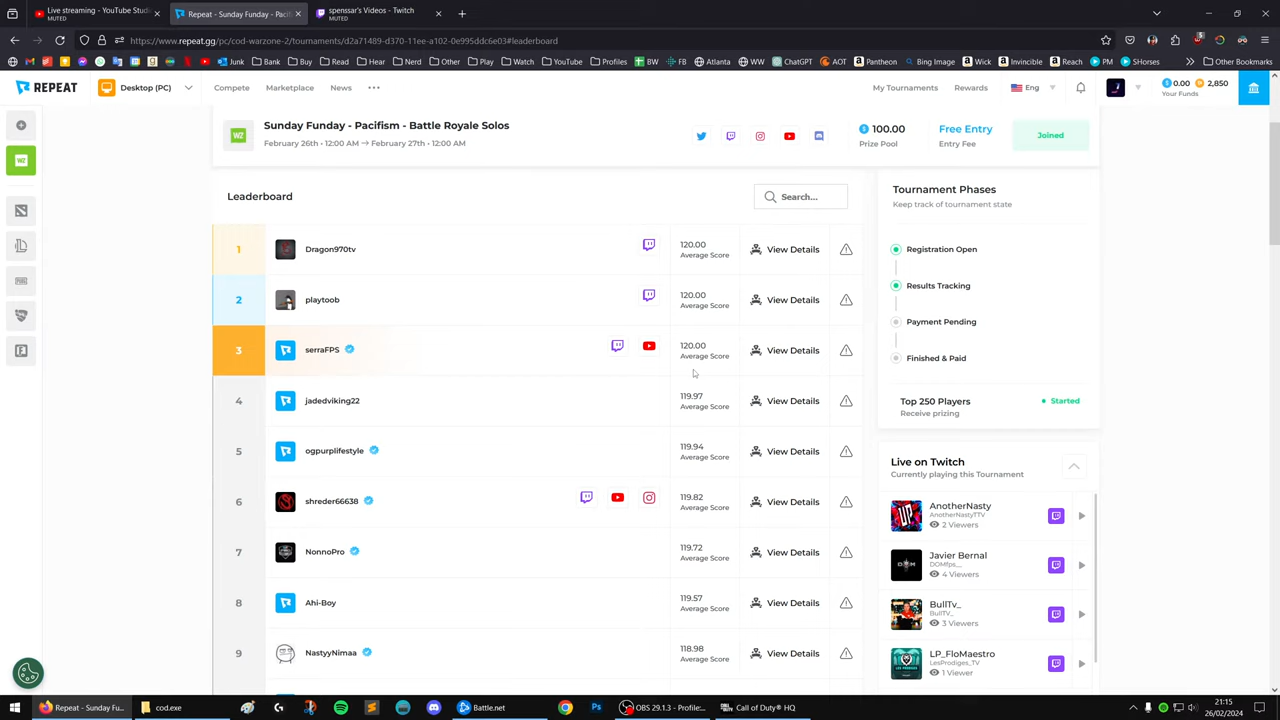 Live streaming - YouTube Studi
MUTED
Repeat - Sunday Funday - Pacifi
spenssar's Videos - Twitch
MUTED
https://www.repeat.gg/pc/cod-warzone-2/tournaments/d2a71489-d370-11ee-a102-0e995ddc6e03#leaderboard
Junk
Bank
Buy
Read
Hear
Nerdy
Other
Play
Watch
Youtube
Profiles
BW
FB
Atlanta
WW
ChatGPT
AOT
Pantheon
Bing Image
Wick
Invincible
Reach
PM
SHorses
Other Bookmarks
REPEAT
Desktop (PC)
Compete
Marketplace
News
My Tournaments
Rewards
Eng
0.00
2,850
Your Funds
WZ
Sunday Funday - Pacifism - Battle Royale Solos
February 26th • 12:00 AM → February 27th • 12:00 AM
100.00
Prize Pool
Free Entry
Entry Fee
Joined
Leaderboard
Search...
1
Dragon970tv
120.00
Average Score
View Details
2
playtoob
120.00
Average Score
View Details
3
serraFPS
120.00
Average Score
View Details
4
jadedviking22
119.97
Average Score
View Details
5
ogpurplifestyle
119.94
Average Score
View Details
6
shreder66638
119.82
Average Score
View Details
7
NonnoPro
119.72
Average Score
View Details
8
Ahi-Boy
119.57
Average Score
View Details
9
NastyyNimaa
118.98
Average Score
View Details
Tournament Phases
Keep track of tournament state
Registration Open
Results Tracking
Payment Pending
Finished & Paid
Top 250 Players
Receive prizing
• Started
Live on Twitch
Currently playing this Tournament
AnotherNasty
AnotherNastyTTV
2 Viewers
Javier Bernal
DOMfps__
4 Viewers
BullTv_
BullTV_
3 Viewers
LP_FloMaestro
LesProdiges_TV
1 Viewer
Repeat - Sunday Fu...
cod.exe
Battle.net
OBS 29.1.3 - Profile:...
Call of Duty® HQ
21:15
26/02/2024